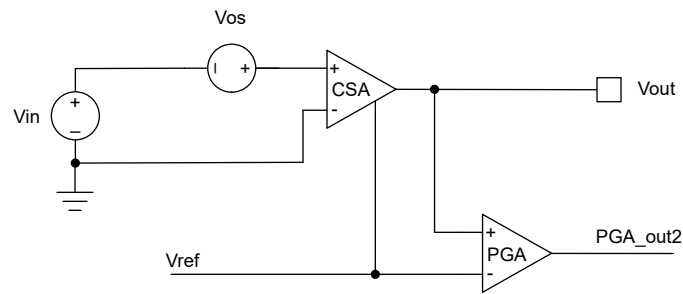 Vos
- +
+
CSA
-
Vin
+
-
Vout
Vref
+
PGA
-
PGA_out2